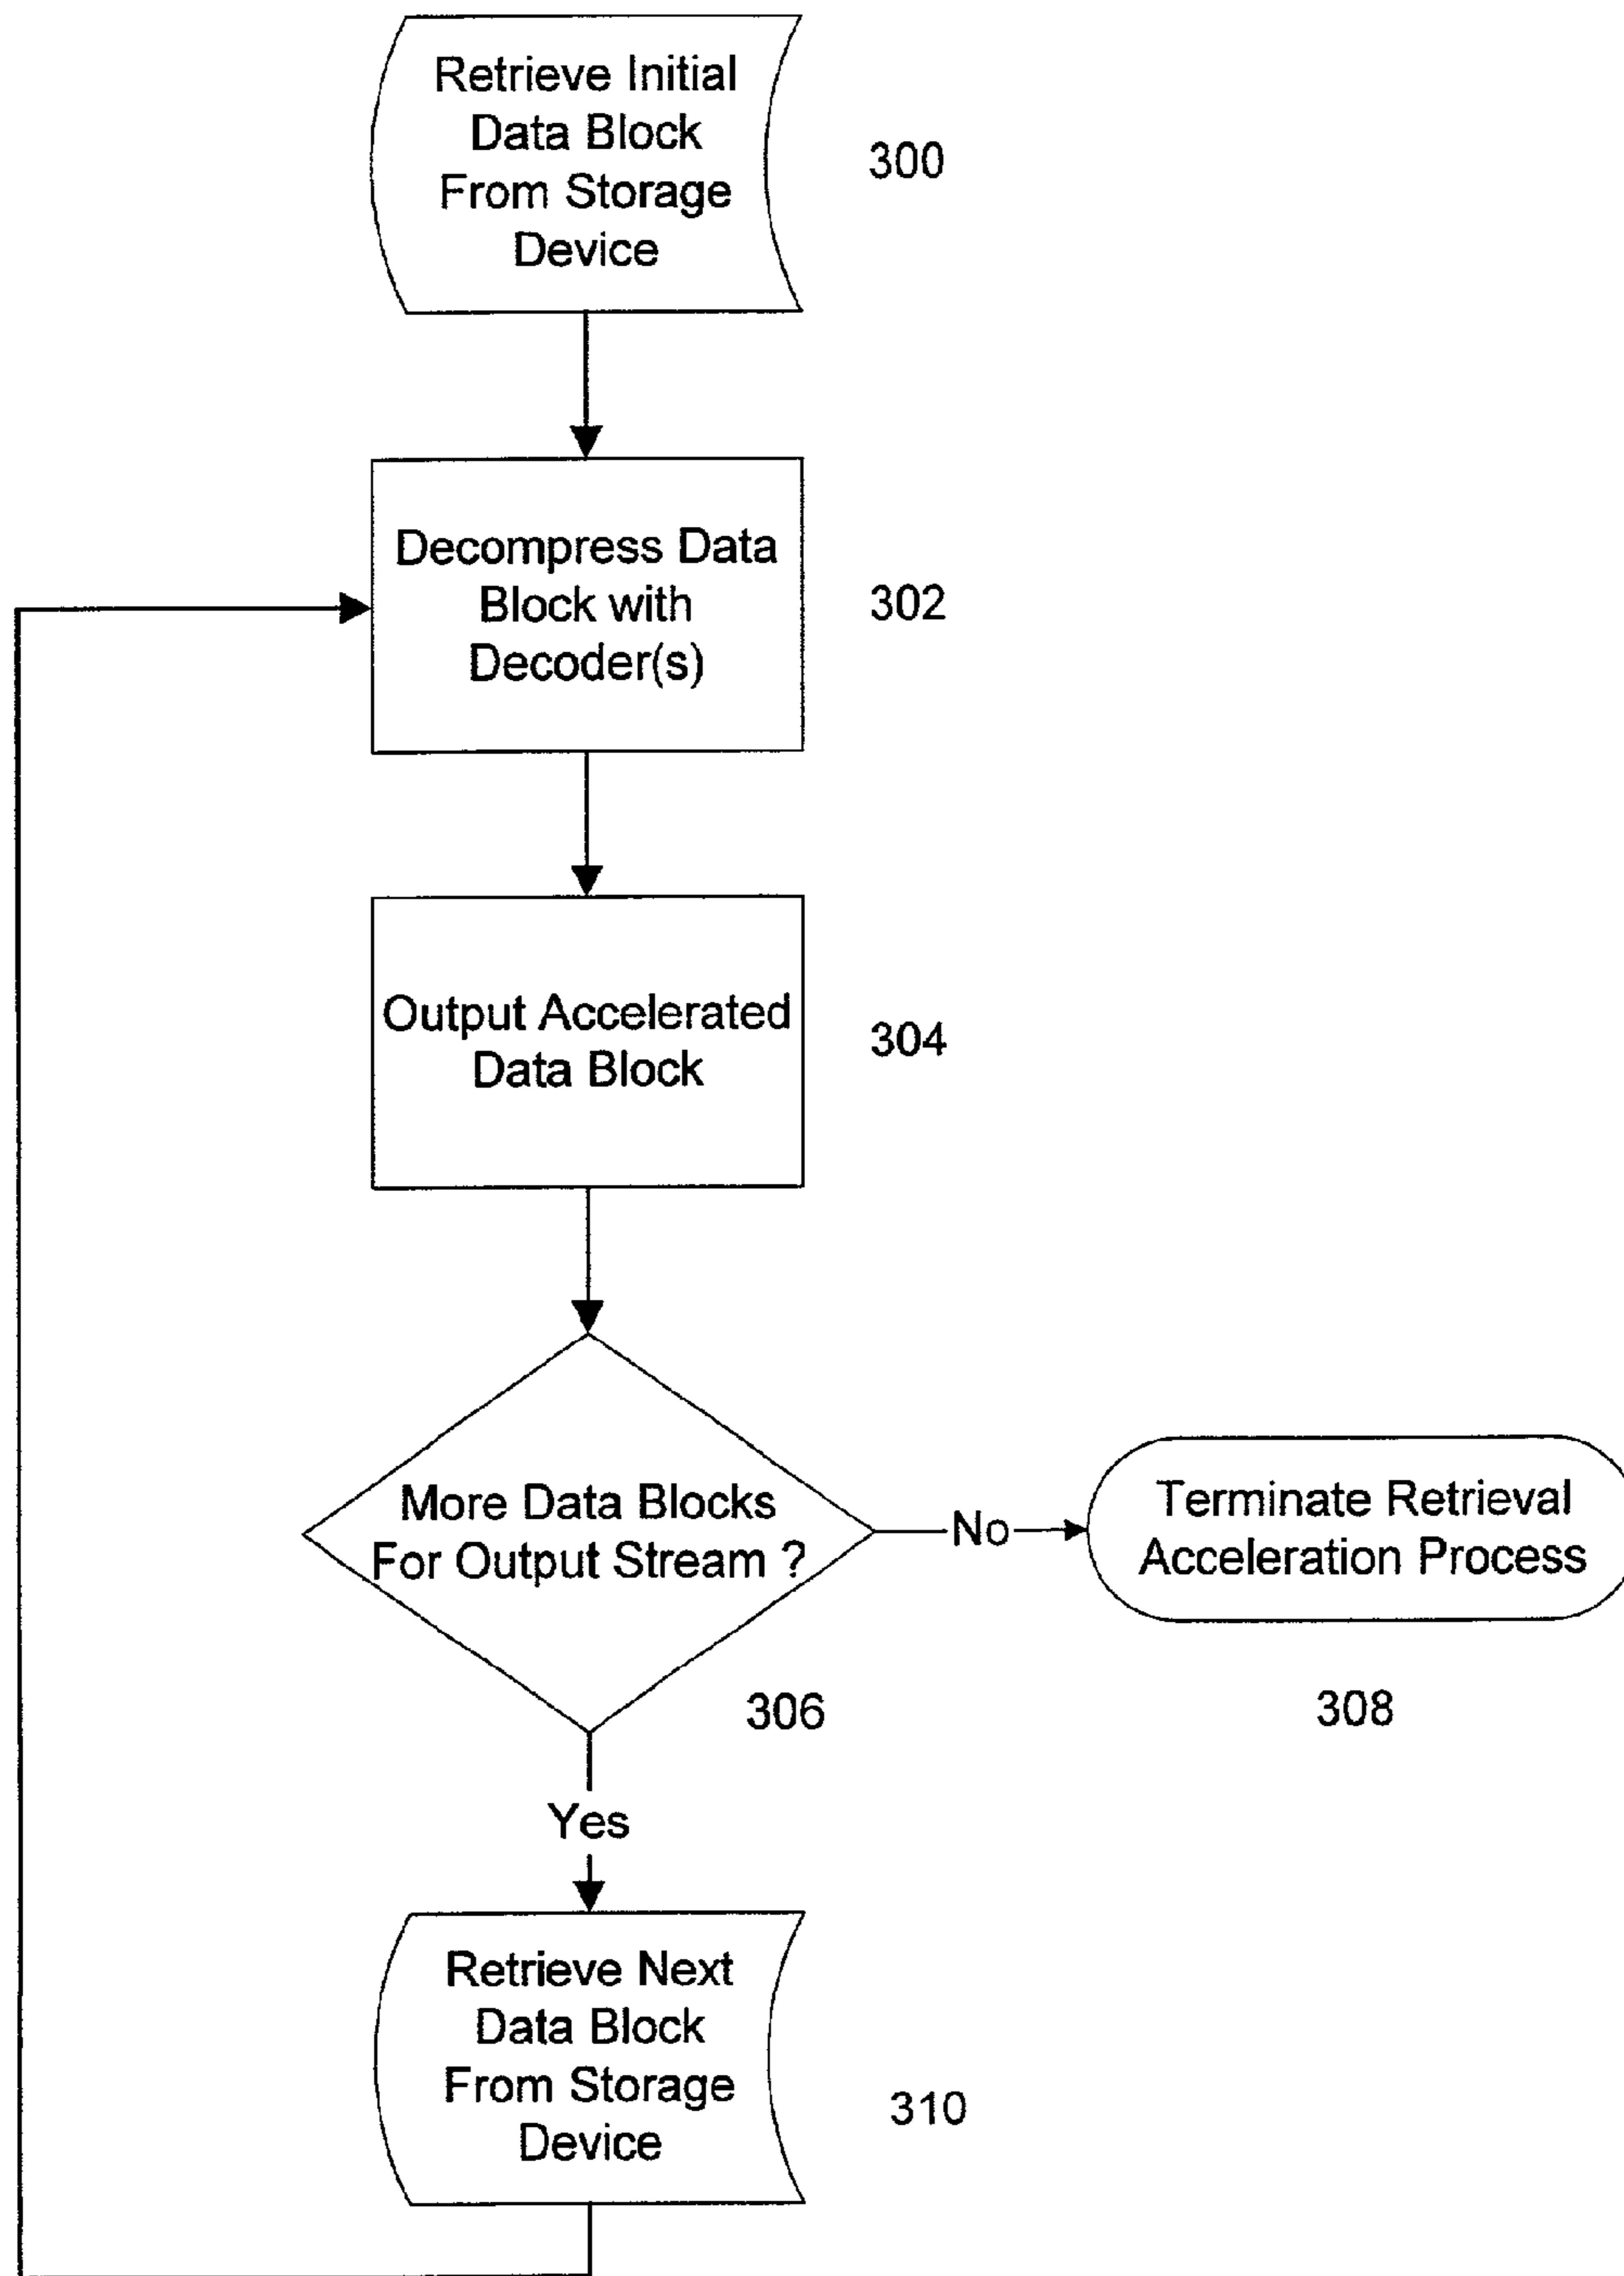 Retrieve Initial
Data Block
From Storage
Device
300
Decompress Data
Block with
Decoder(s)
302
Output Accelerated
Data Block
304
More Data Blocks
For Output Stream ?
306
No
Terminate Retrieval
Acceleration Process
308
Yes
Retrieve Next
Data Block
From Storage
Device
310